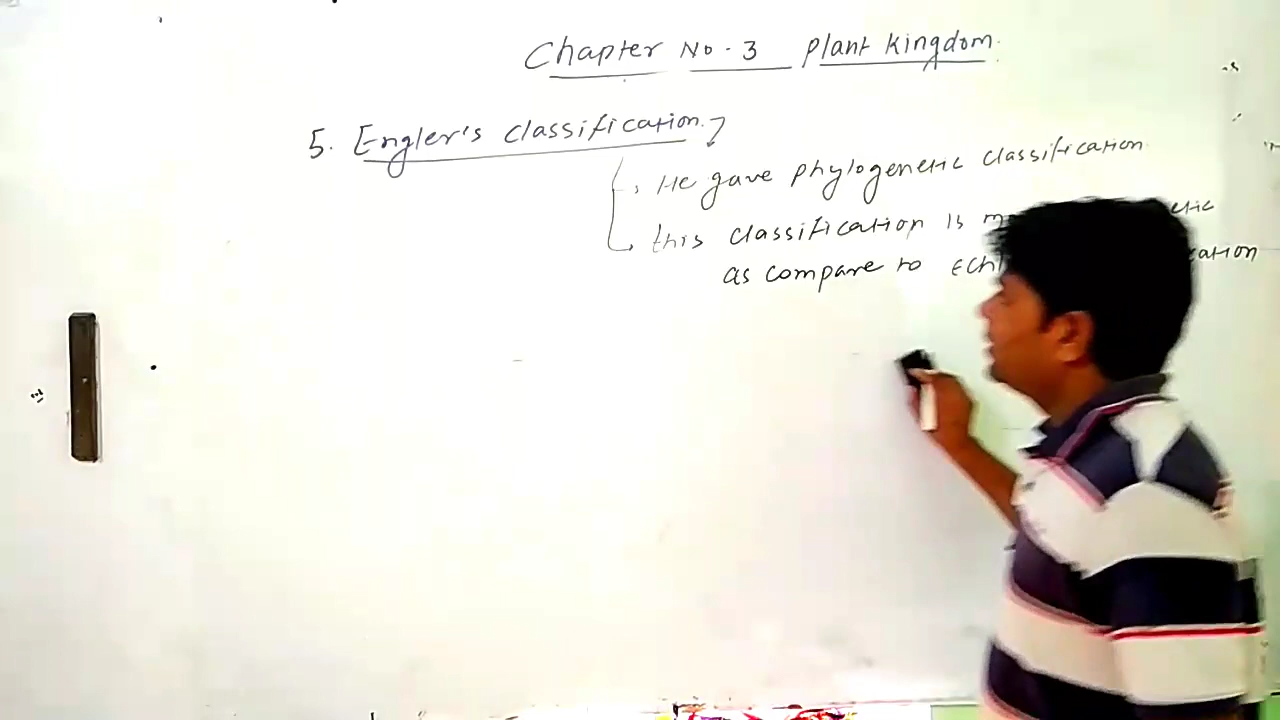 Chapter No. 3 Plant Kingdom.
5. Engler's classification.
He gave phylogenetic classification
this classification is
as compare to